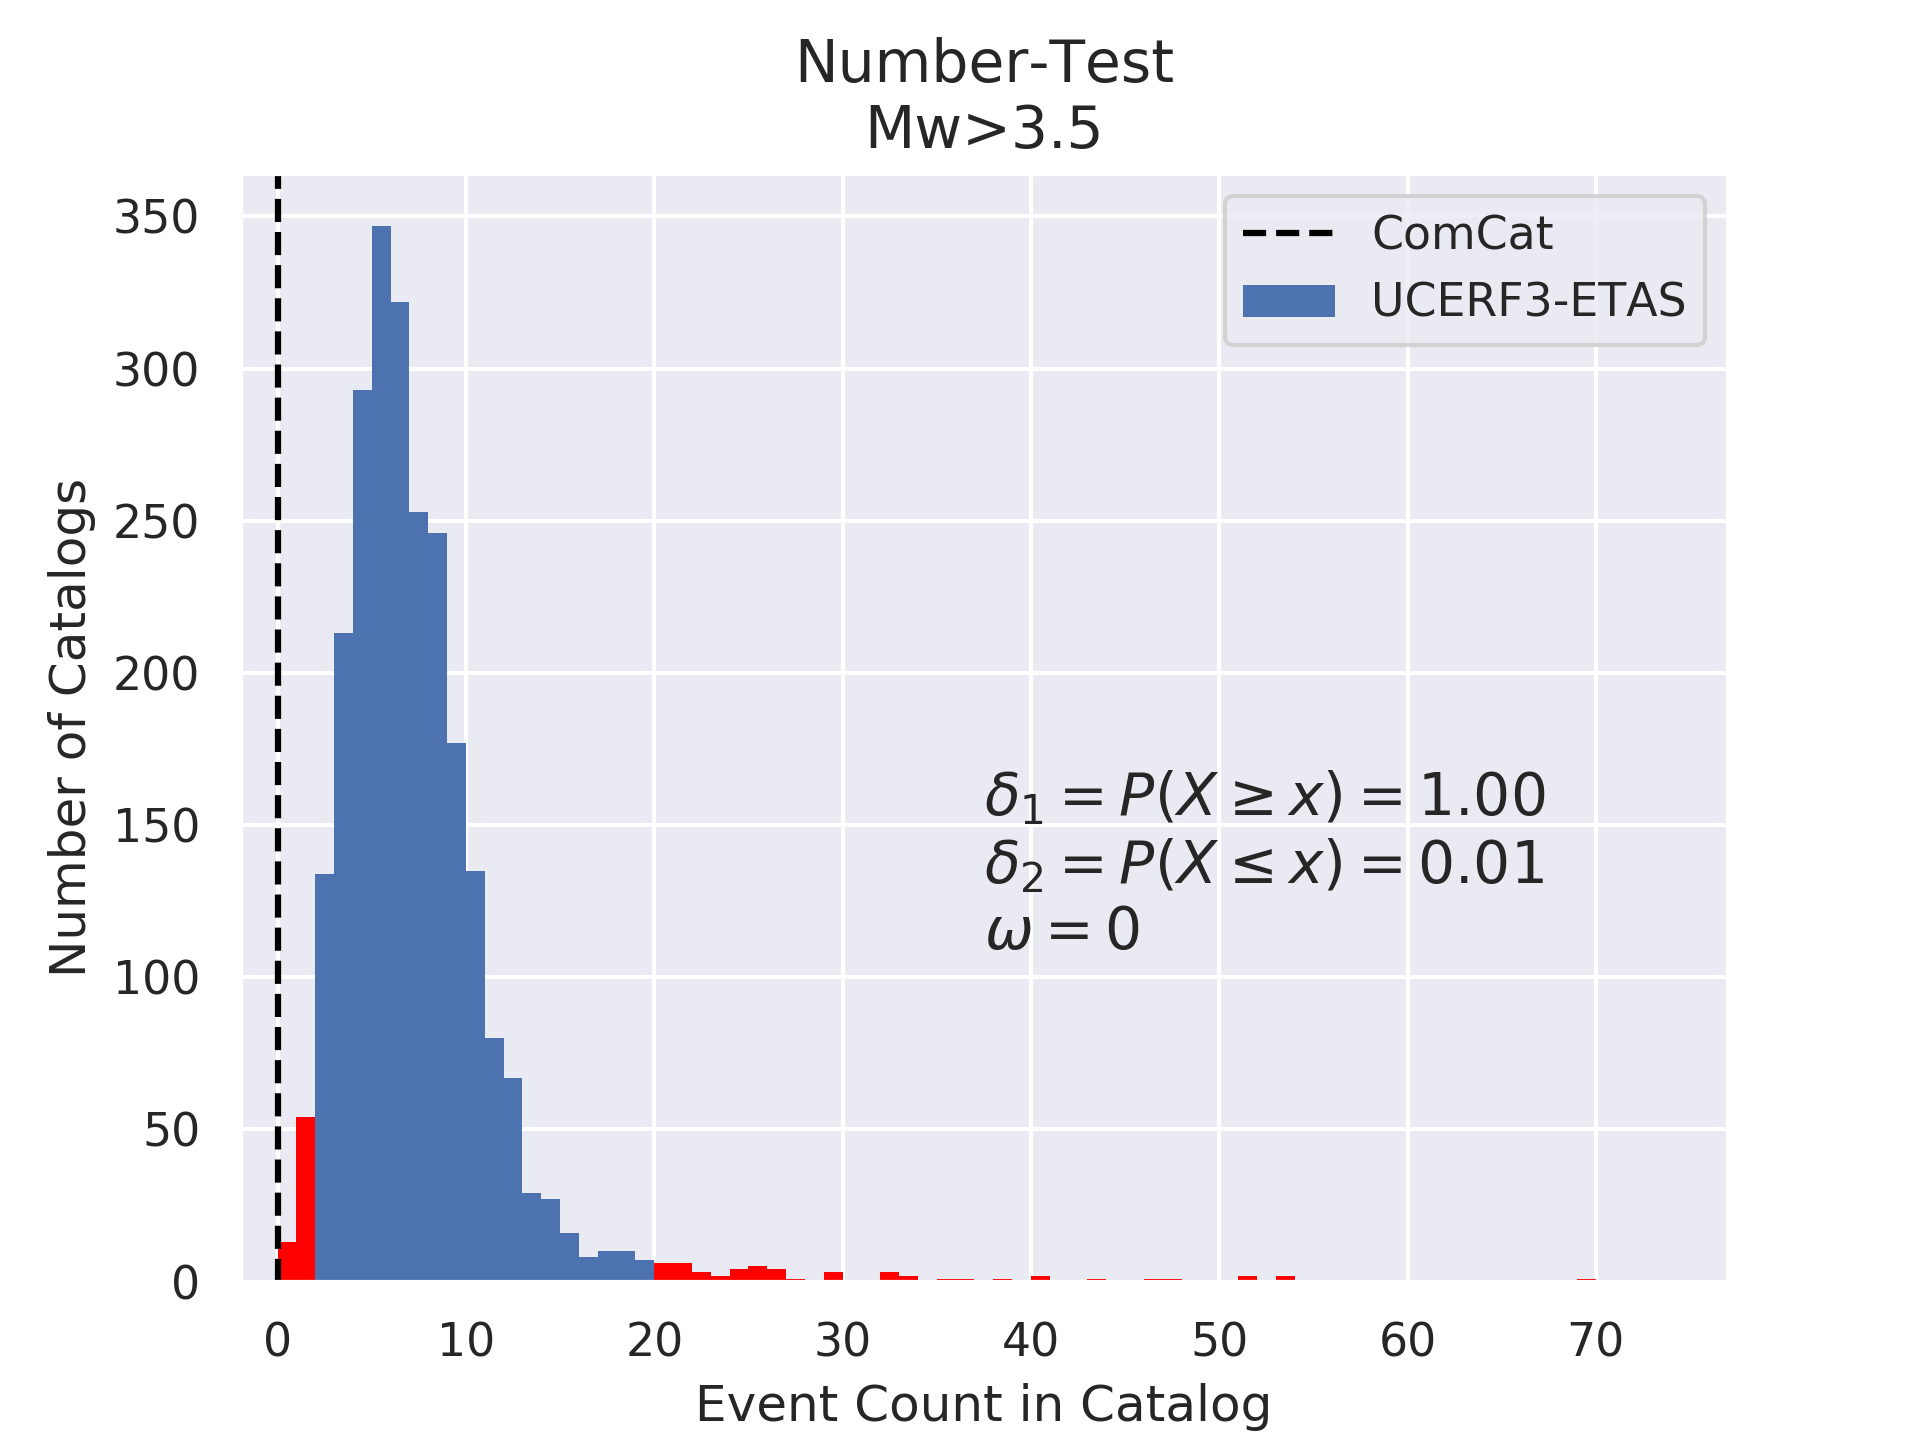 Number-Test
Mw>3.5
ComCat
UCERF3-ETAS
Number of Catalogs
350
300
250
200
150
100
50
0
δ₁ = P(X ≥ x) = 1.00
δ₂ = P(X ≤ x) = 0.01
ω = 0
0 10 20 30 40 50 60 70
Event Count in Catalog